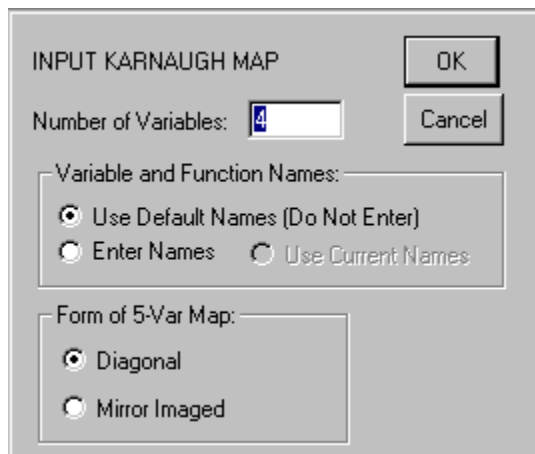 INPUT KARNAUGH MAP
OK
Number of Variables: 4
Cancel
Variable and Function Names:
Use Default Names (Do Not Enter)
Enter Names Use Current Names
Form of 5-Var Map:
Diagonal
Mirror Imaged